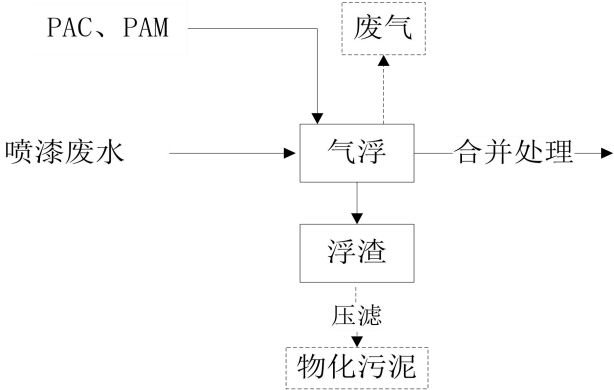 PAC、PAM
废气
喷漆废水
气浮
合并处理
浮渣
压滤
物化污泥